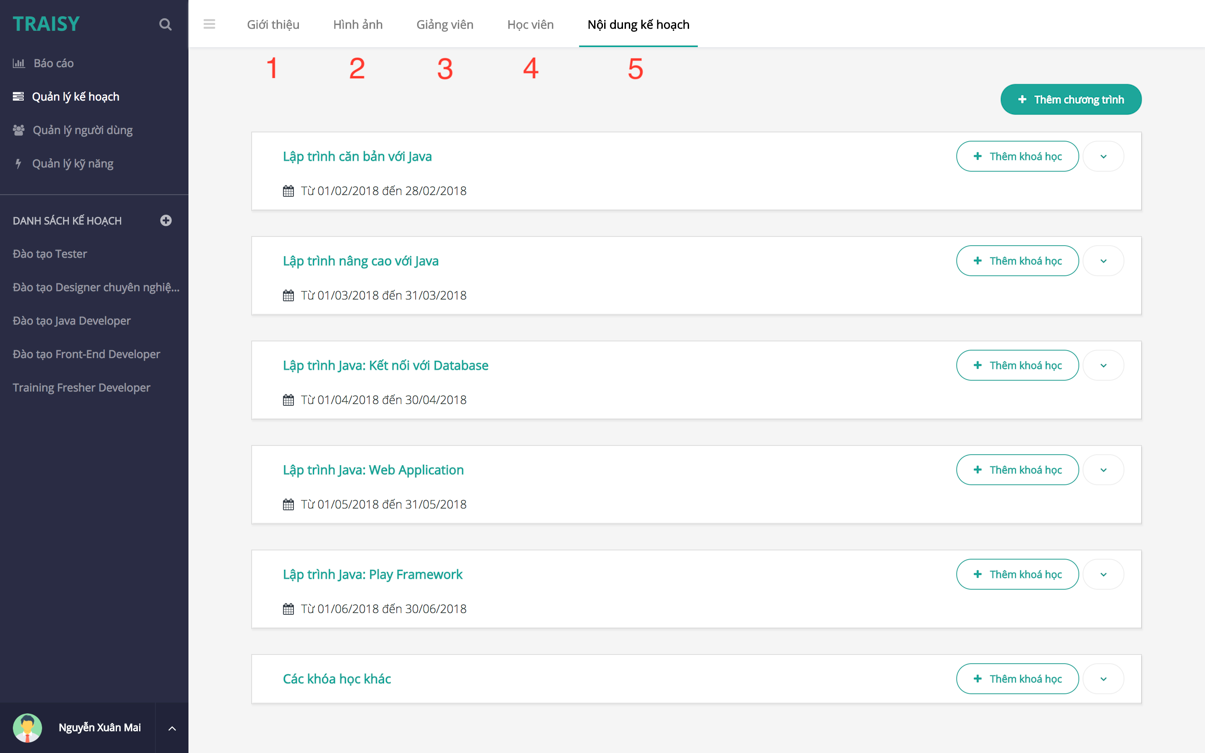 TRAISY
Báo cáo
Quản lý kế hoạch
Quản lý người dùng
Quản lý kỹ năng
DANH SÁCH KẾ HOẠCH
Đào tạo Tester
Đào tạo Designer chuyên nghiệ...
Đào tạo Java Developer
Đào tạo Front-End Developer
Training Fresher Developer
Nguyễn Xuân Mai
Giới thiệu Hình ảnh Giảng viên Học viên Nội dung kế hoạch
1 2 3 4 5
Thêm chương trình
Lập trình căn bản với Java Thêm khoá học
Từ 01/02/2018 đến 28/02/2018
Lập trình nâng cao với Java Thêm khoá học
Từ 01/03/2018 đến 31/03/2018
Lập trình Java: Kết nối với Database Thêm khoá học
Từ 01/04/2018 đến 30/04/2018
Lập trình Java: Web Application Thêm khoá học
Từ 01/05/2018 đến 31/05/2018
Lập trình Java: Play Framework Thêm khoá học
Từ 01/06/2018 đến 30/06/2018
Các khóa học khác Thêm khoá học